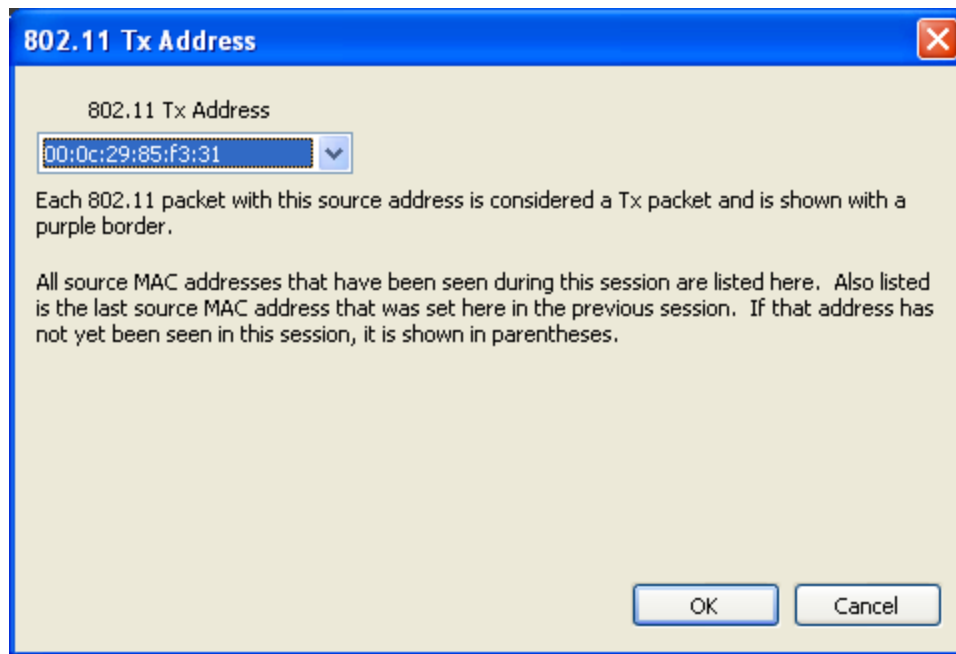 802.11 Tx Address
802.11 Tx Address
00:0c:29:85:f3:31
Each 802.11 packet with this source address is considered a Tx packet and is shown with a
purple border.
All source MAC addresses that have been seen during this session are listed here.  Also listed
is the last source MAC address that was set here in the previous session.  If that address has
not yet been seen in this session, it is shown in parentheses.
OK
Cancel